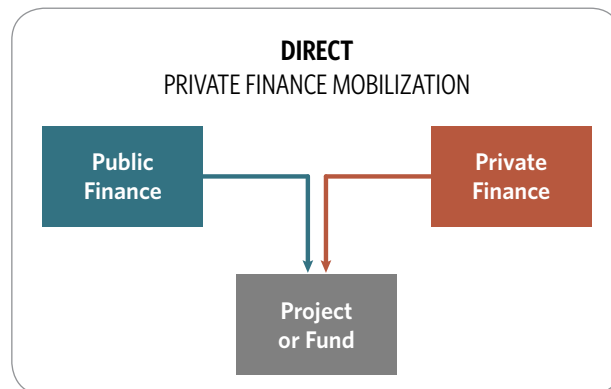 DIRECT
PRIVATE FINANCE MOBILIZATION
Public
Finance
Private
Finance
Project
or Fund